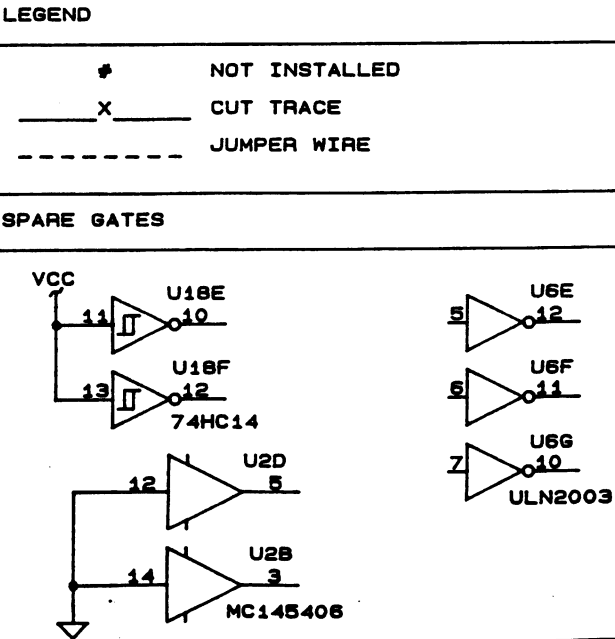 LEGEND
# NOT INSTALLED
X CUT TRACE
JUMPER WIRE
SPARE GATES
VCC
U18E
11 10
U18F
13 12
74HC14
U2D
12 5
U2B
14 3
MC145406
U6E
5 12
U6F
6 11
U6G
7 10
ULN2003